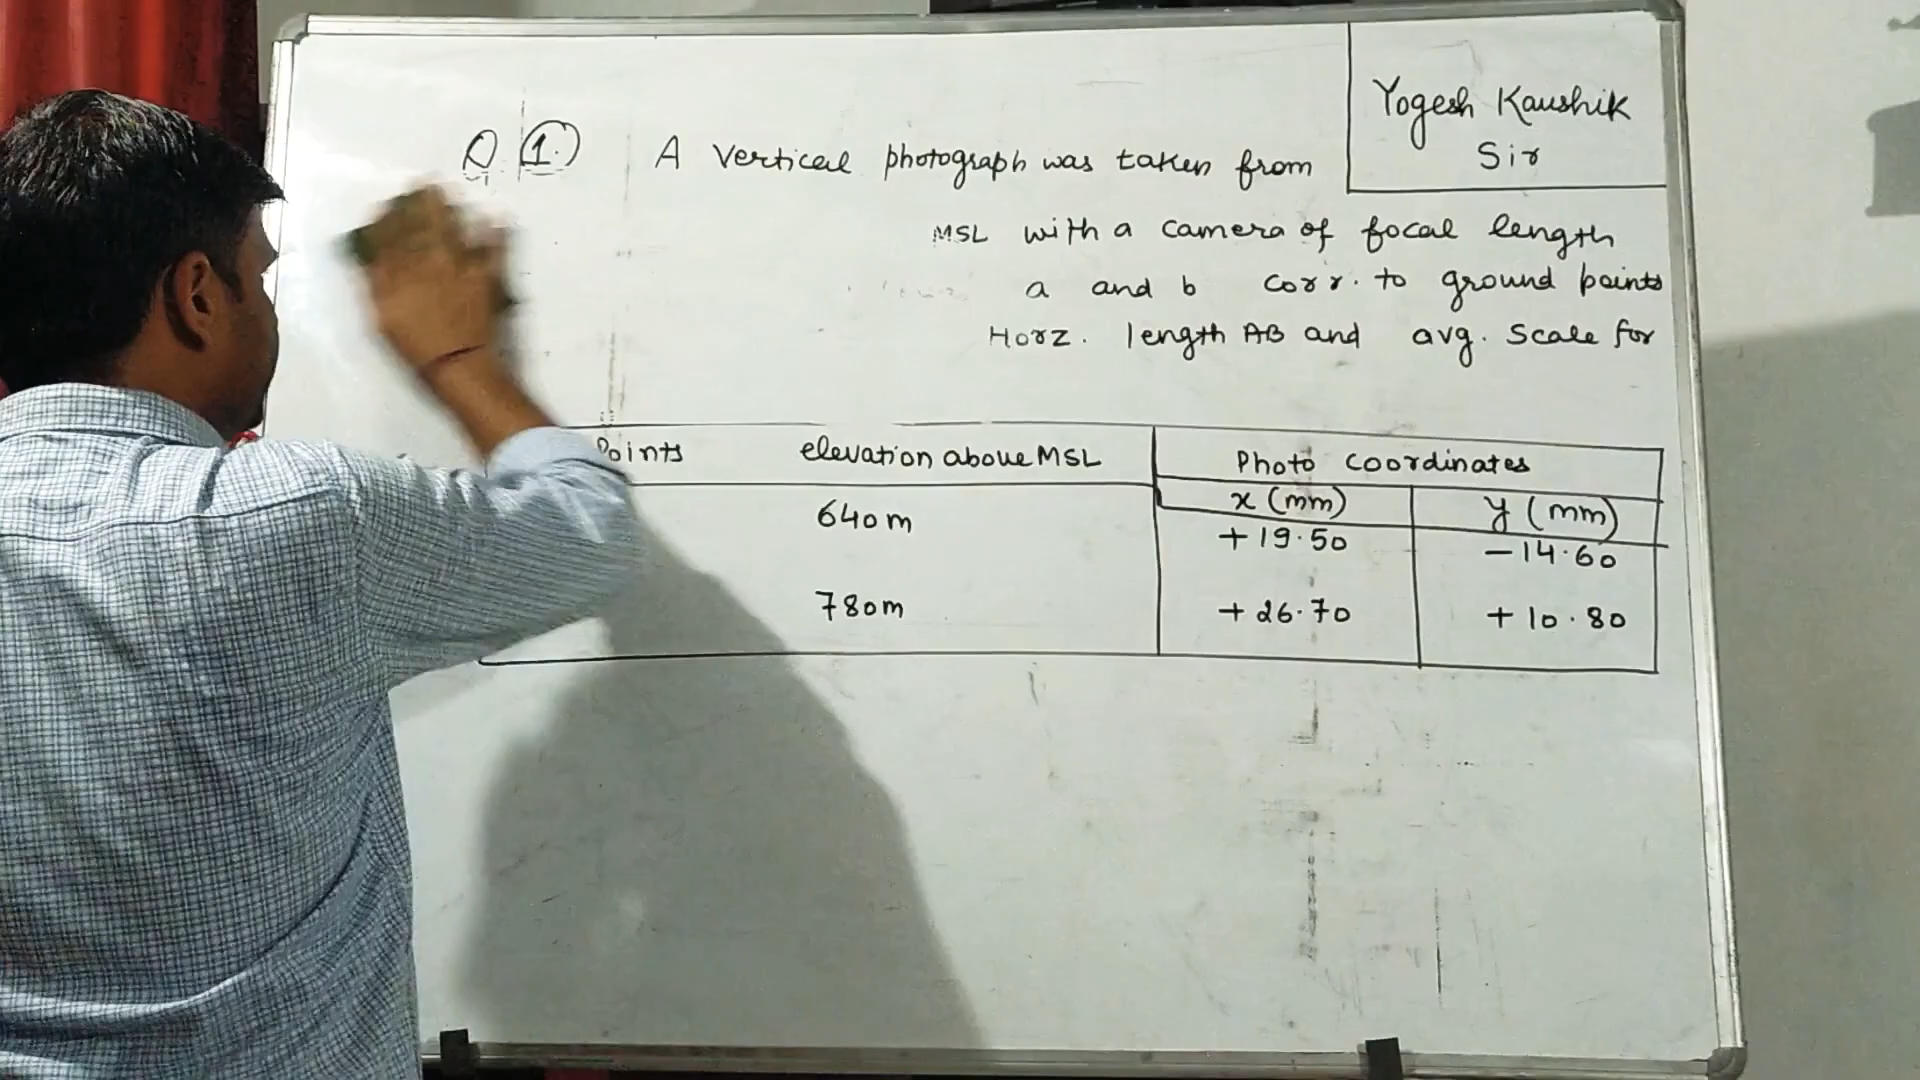 Yogesh Kaushik
Sir
Q. 1. A vertical photograph was taken from
MSL with a camera of focal length
a and b corr. to ground points
Horz. length AB and avg. scale for
Points elevation above MSL Photo coordinates
x (mm) y (mm)
640m +19.50 -14.60
780m +26.70 +10.80